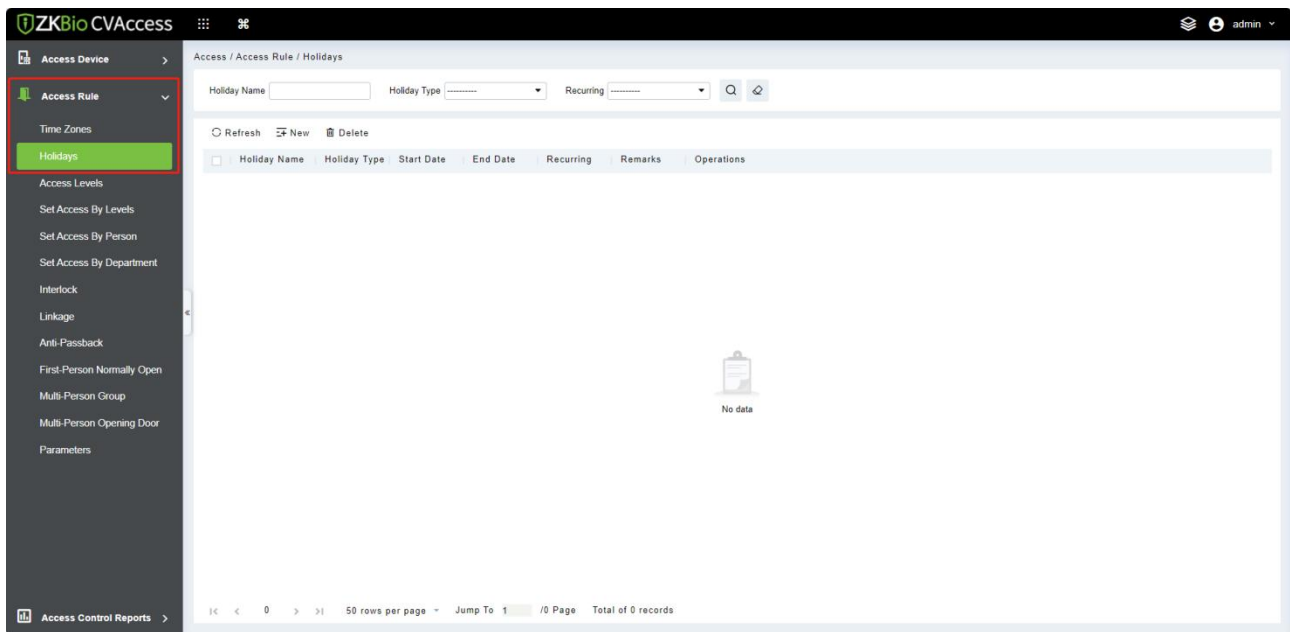 ZKBio CVAccess
admin
Access Device
Access Rule
Time Zones
Holidays
Access Levels
Set Access By Levels
Set Access By Person
Set Access By Department
Interlock
Linkage
Anti-Passback
First-Person Normally Open
Multi-Person Group
Multi-Person Opening Door
Parameters
Access Control Reports
Access / Access Rule / Holidays
Holiday Name Holiday Type ---------- Recurring ----------
Refresh New Delete
Holiday Name Holiday Type Start Date End Date Recurring Remarks Operations
No data
|< < 0 > >| 50 rows per page Jump To 1 /0 Page Total of 0 records